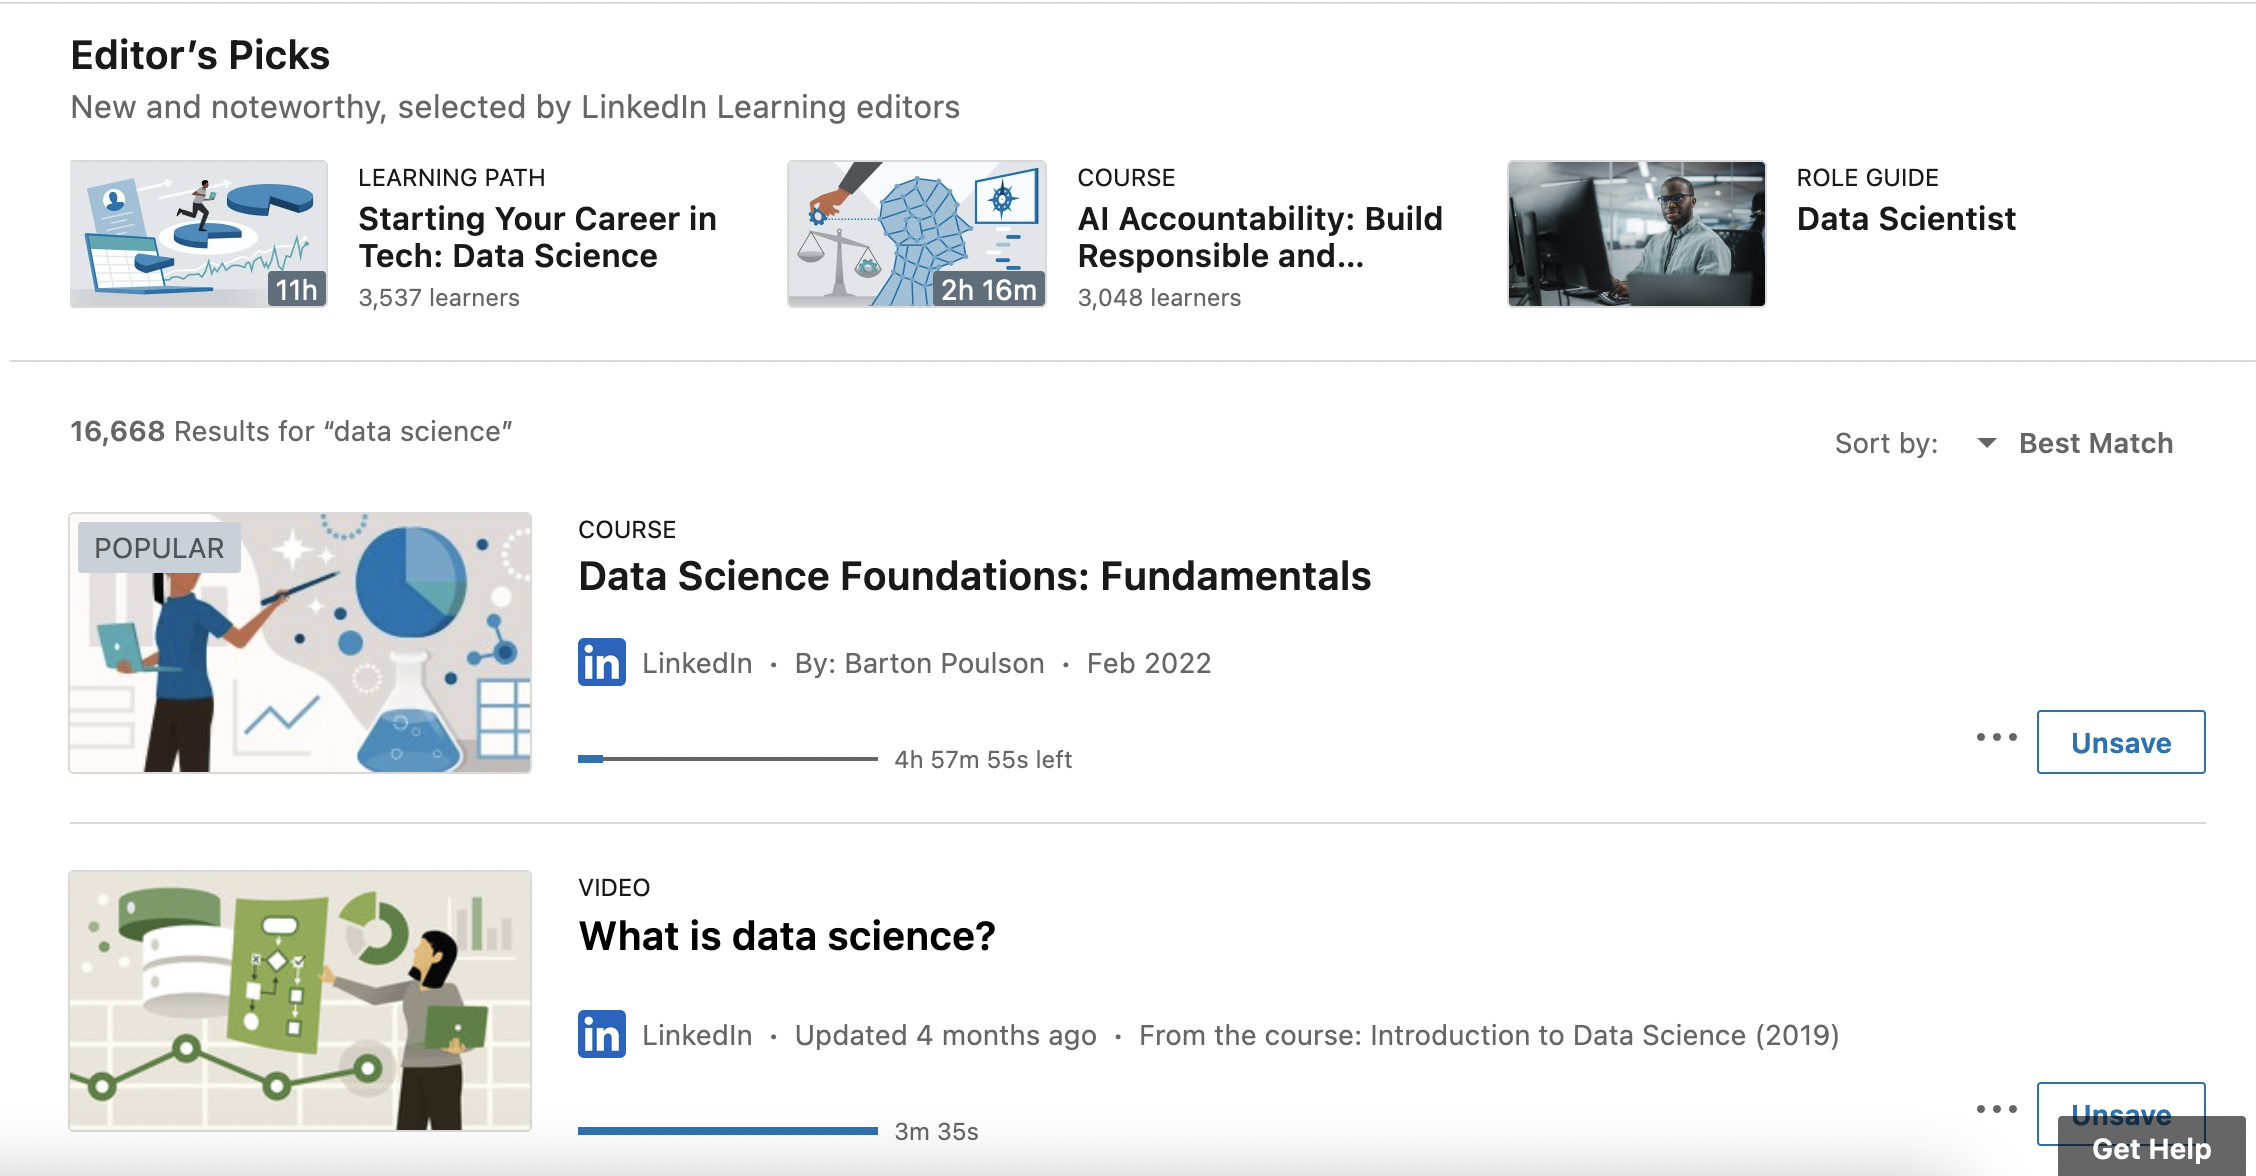 Editor’s Picks
New and noteworthy, selected by LinkedIn Learning editors
11h
LEARNING PATH
Starting Your Career in
Tech: Data Science
3,537 learners
2h 16m
COURSE
AI Accountability: Build
Responsible and...
3,048 learners
ROLE GUIDE
Data Scientist
16,668 Results for “data science”
Sort by: Best Match
POPULAR
COURSE
Data Science Foundations: Fundamentals
in LinkedIn • By: Barton Poulson • Feb 2022
4h 57m 55s left
Unsave
VIDEO
What is data science?
in LinkedIn • Updated 4 months ago • From the course: Introduction to Data Science (2019)
3m 35s
Unsave
Get Help